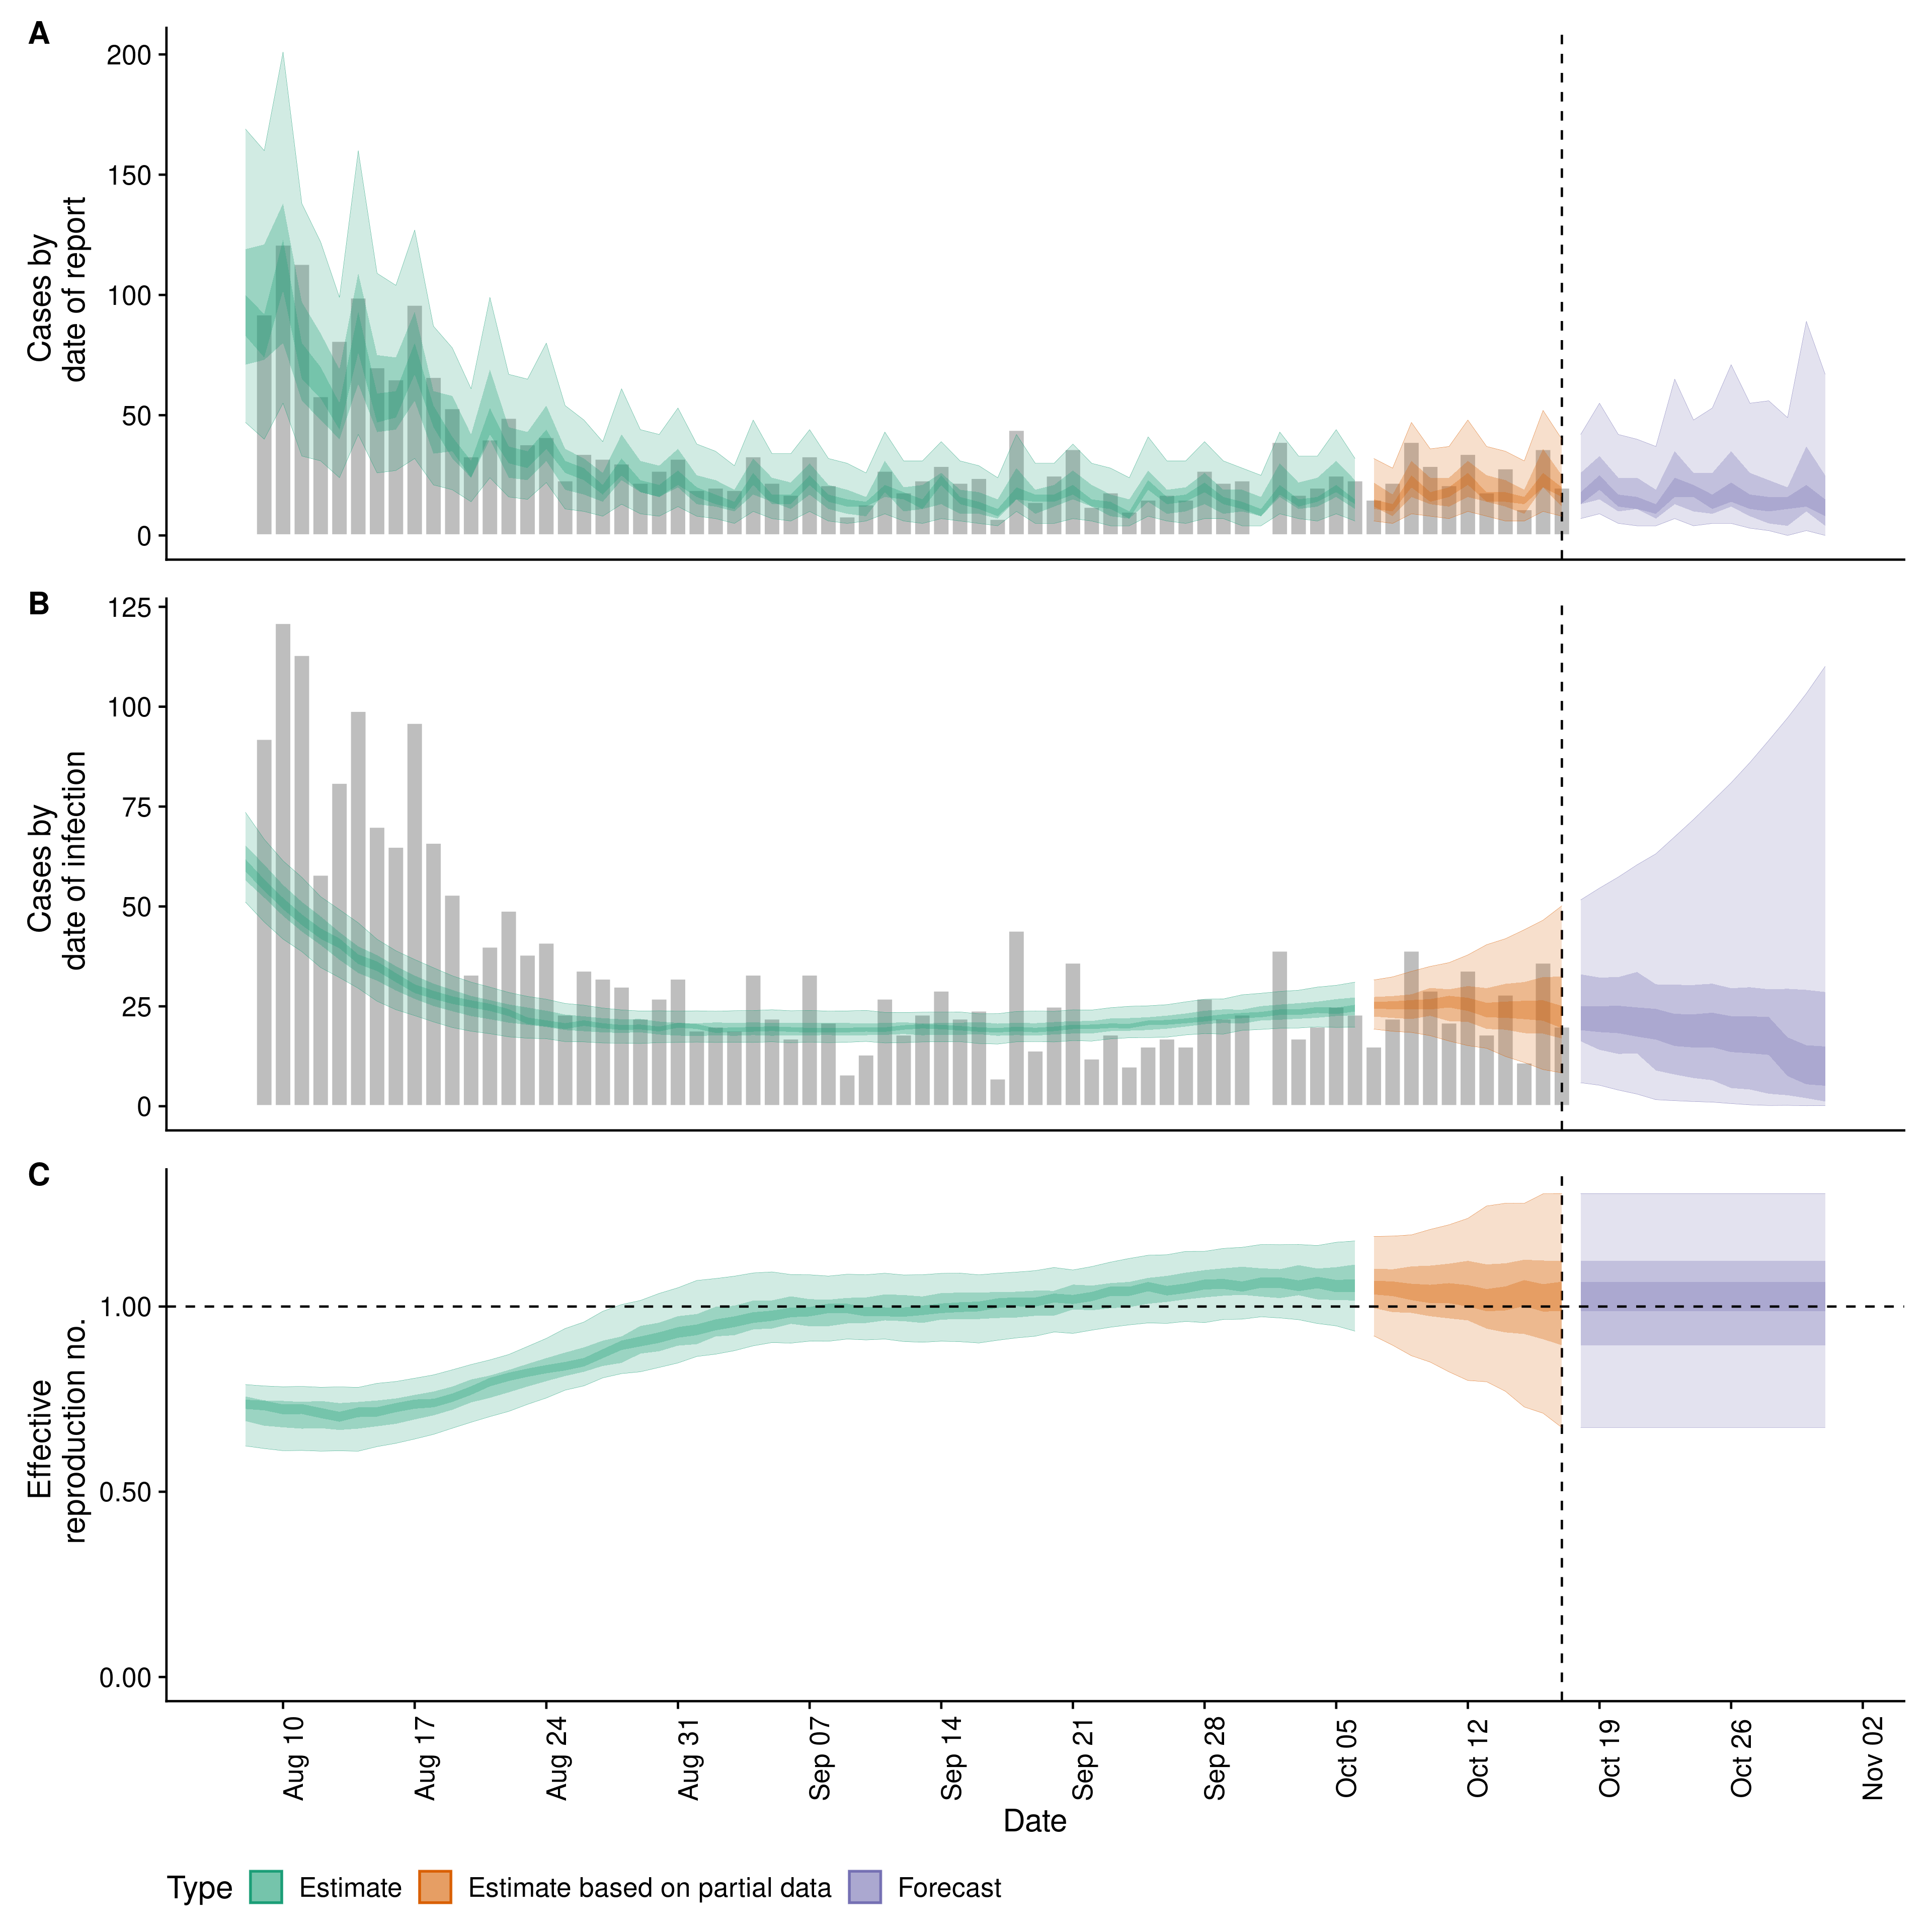 A
200
150
100
50
0
Cases by
date of report
B
125
100
75
50
25
0
Cases by
date of infection
C
1.00
0.50
0.00
Effective
reproduction no.
Aug 10
Aug 17
Aug 24
Aug 31
Sep 07
Sep 14
Sep 21
Sep 28
Oct 05
Oct 12
Oct 19
Oct 26
Nov 02
Date
Type Estimate Estimate based on partial data Forecast